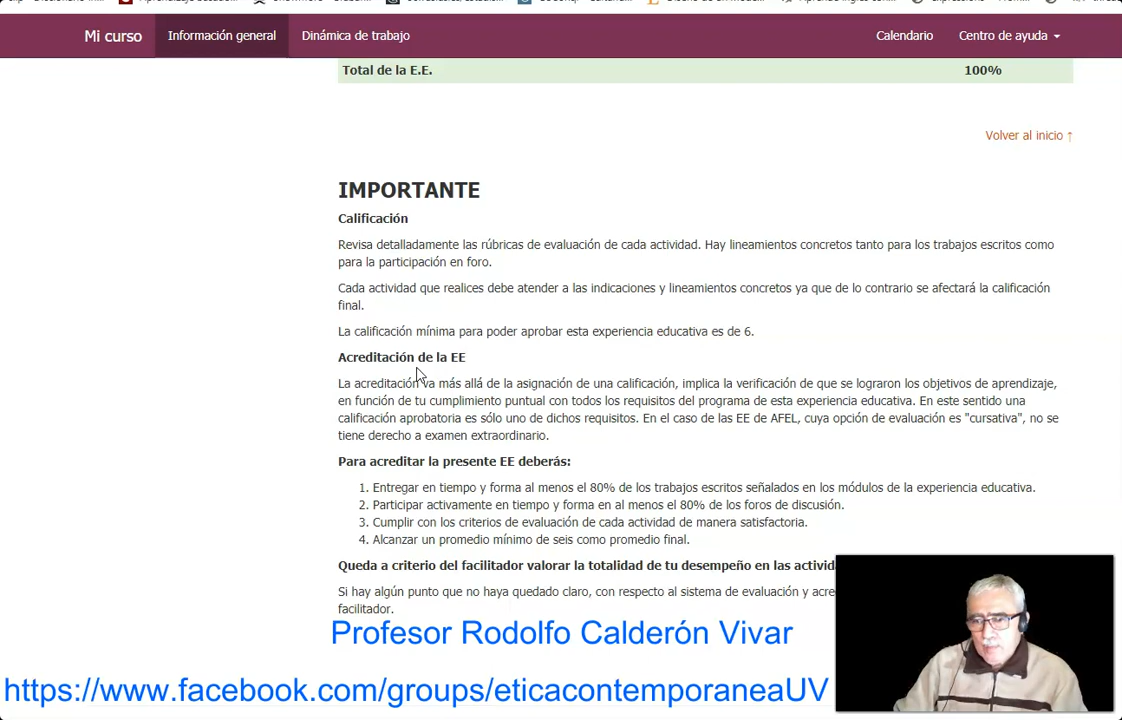 Mi curso
Información general
Dinámica de trabajo
Calendario
Centro de ayuda
Total de la E.E.
100%
Volver al inicio ↑
IMPORTANTE
Calificación
Revisa detalladamente las rúbricas de evaluación de cada actividad. Hay lineamientos concretos tanto para los trabajos escritos como
para la participación en foro.
Cada actividad que realices debe atender a las indicaciones y lineamientos concretos ya que de lo contrario se afectará la calificación
final.
La calificación mínima para poder aprobar esta experiencia educativa es de 6.
Acreditación de la EE
La acreditación va más allá de la asignación de una calificación, implica la verificación de que se lograron los objetivos de aprendizaje,
en función de tu cumplimiento puntual con todos los requisitos del programa de esta experiencia educativa. En este sentido una
calificación aprobatoria es sólo uno de dichos requisitos. En el caso de las EE de AFEL, cuya opción de evaluación es "cursativa", no se
tiene derecho a examen extraordinario.
Para acreditar la presente EE deberás:
1. Entregar en tiempo y forma al menos el 80% de los trabajos escritos señalados en los módulos de la experiencia educativa.
2. Participar activamente en tiempo y forma en al menos el 80% de los foros de discusión.
3. Cumplir con los criterios de evaluación de cada actividad de manera satisfactoria.
4. Alcanzar un promedio mínimo de seis como promedio final.
Queda a criterio del facilitador valorar la totalidad de tu desempeño en las activida
Si hay algún punto que no haya quedado claro, con respecto al sistema de evaluación y acre
facilitador.
Profesor Rodolfo Calderón Vivar
https://www.facebook.com/groups/eticacontemporaneaUV